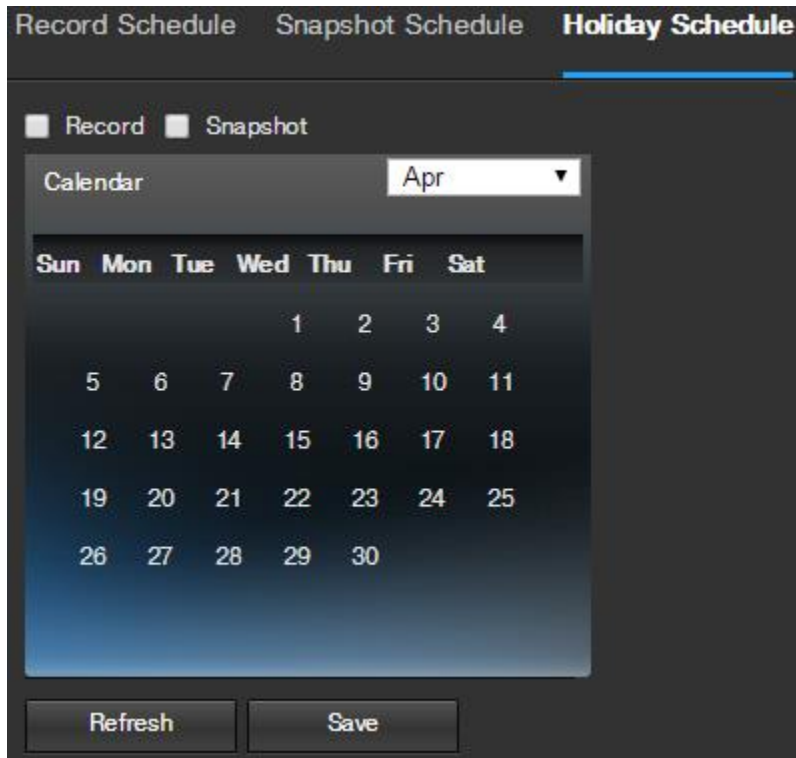 Record Schedule Snapshot Schedule Holiday Schedule
Record Snapshot
Calendar Apr
Sun Mon Tue Wed Thu Fri Sat
1 2 3 4
5 6 7 8 9 10 11
12 13 14 15 16 17 18
19 20 21 22 23 24 25
26 27 28 29 30
Refresh Save